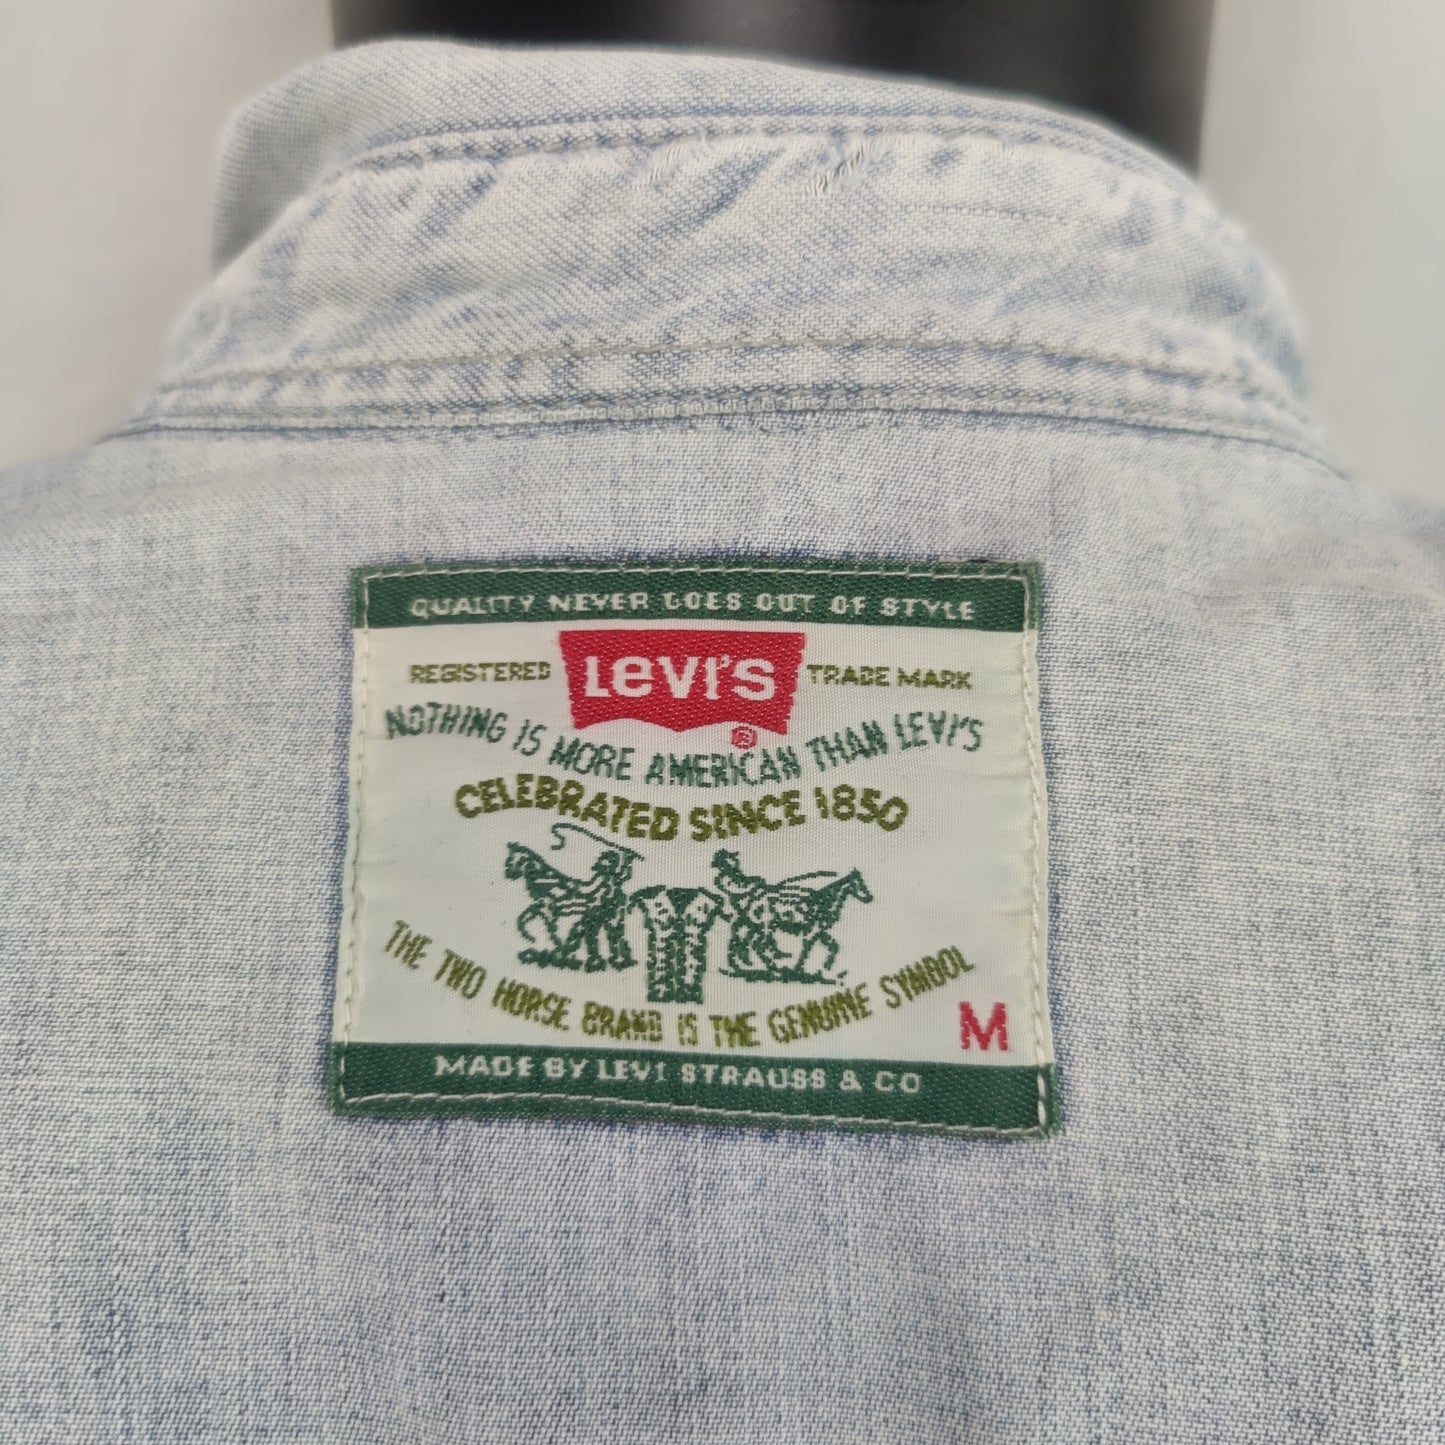 QUALITY NEVER GOES OUT OF STYLE
REGISTERED LEVI'S TRADE MARK
®
NOTHING IS MORE AMERICAN THAN LEVI'S
CELEBRATED SINCE 1850
THE TWO HORSE BRAND IS THE GENUINE SYMBOL
M
MADE BY LEVI STRAUSS & CO